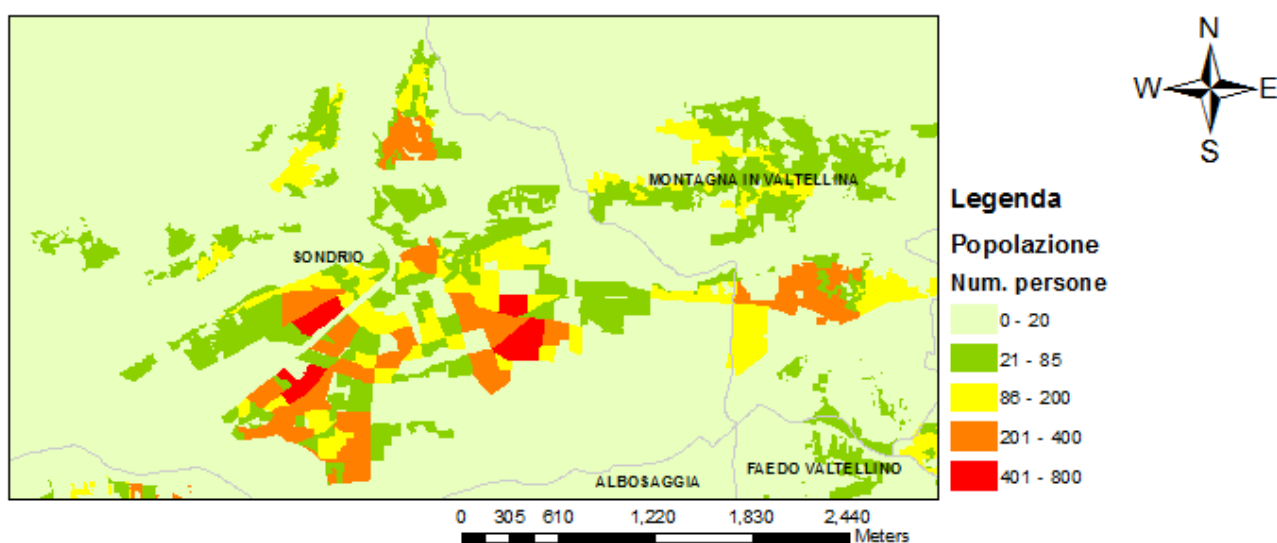 N
W E
S
MONTAGNA IN VALTELLINA
SONDRIO
FAEDO VALTELLINO
ALBOSAGGIA
Legenda
Popolazione
Num. persone
0 - 20
21 - 85
86 - 200
201 - 400
401 - 800
0 305 610 1,220 1,830 2,440
Meters